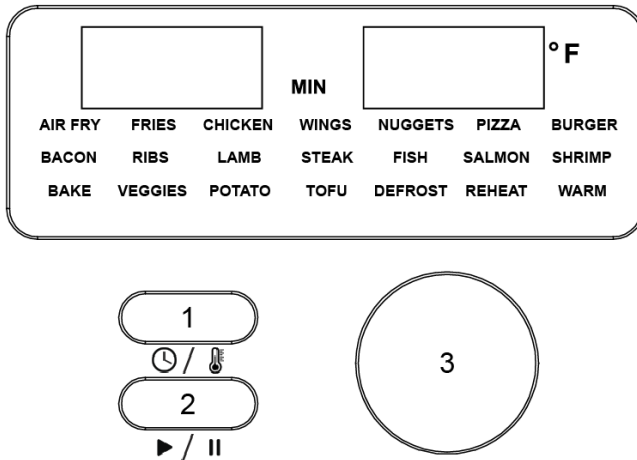 ° F
MIN
AIR FRY FRIES CHICKEN WINGS NUGGETS PIZZA BURGER
BACON RIBS LAMB STEAK FISH SALMON SHRIMP
BAKE VEGGIES POTATO TOFU DEFROST REHEAT WARM
1
/
2
/
3